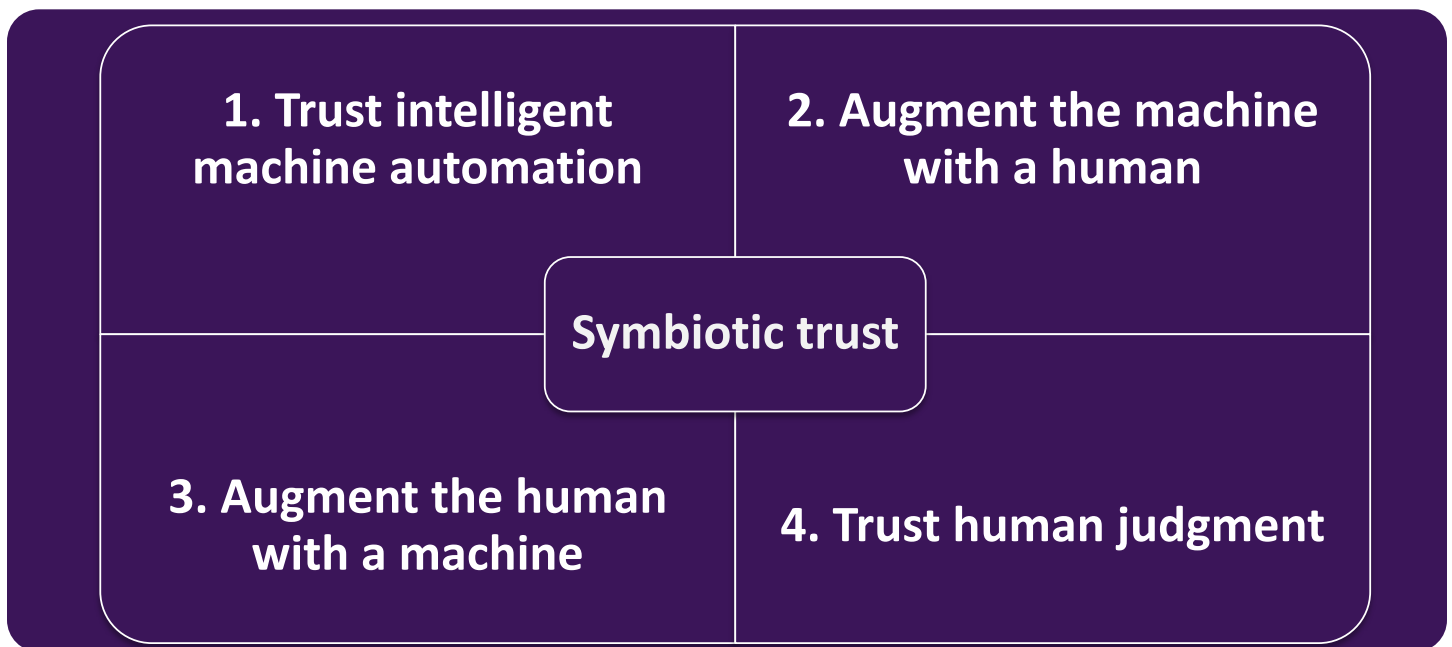 1. Trust intelligent
machine automation
2. Augment the machine
with a human
Symbiotic trust
3. Augment the human
with a machine
4. Trust human judgment